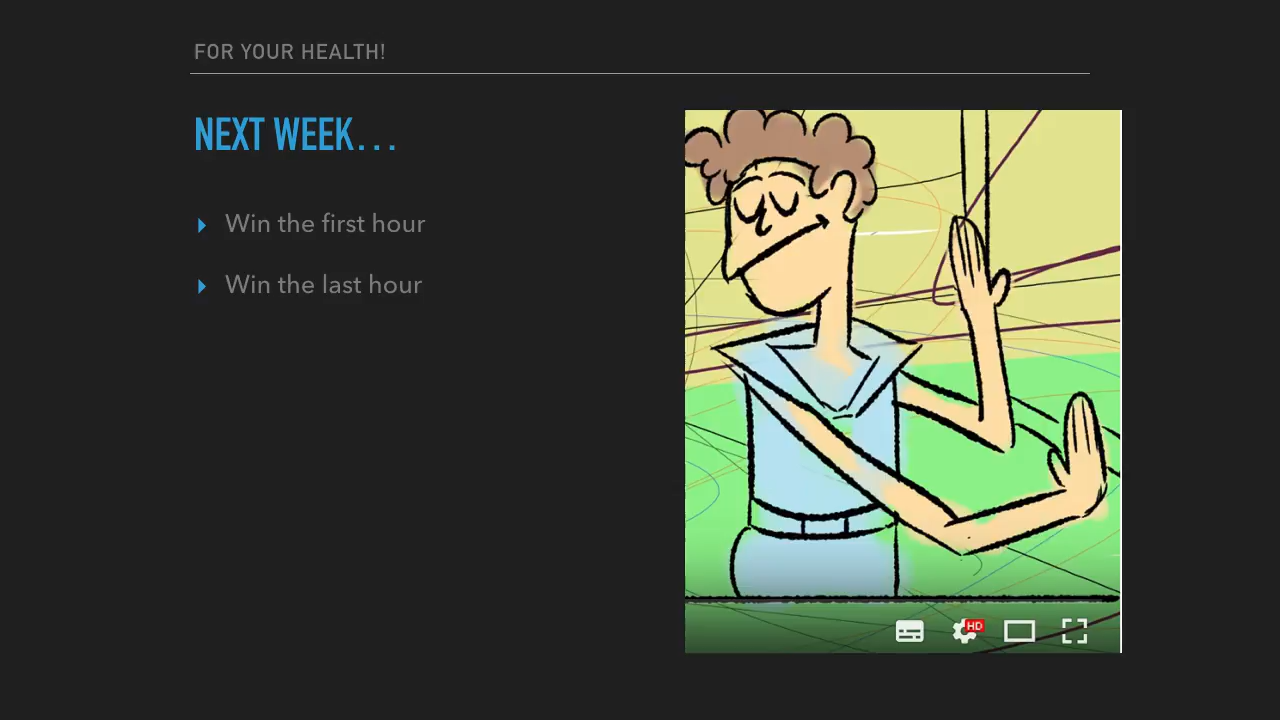 FOR YOUR HEALTH!
NEXT WEEK...
Win the first hour
Win the last hour
HD